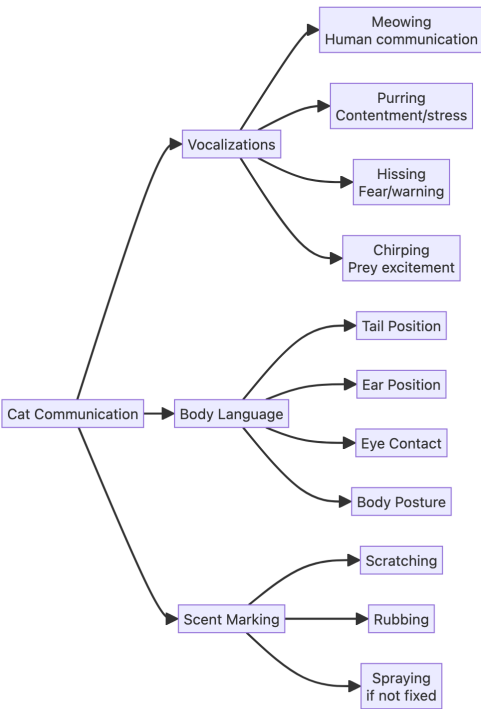 Meowing
Human communication
Purring
Contentment/stress
Vocalizations
Hissing
Fear/warning
Chirping
Prey excitement
Tail Position
Ear Position
Cat Communication
Body Language
Eye Contact
Body Posture
Scratching
Scent Marking
Rubbing
Spraying
if not fixed